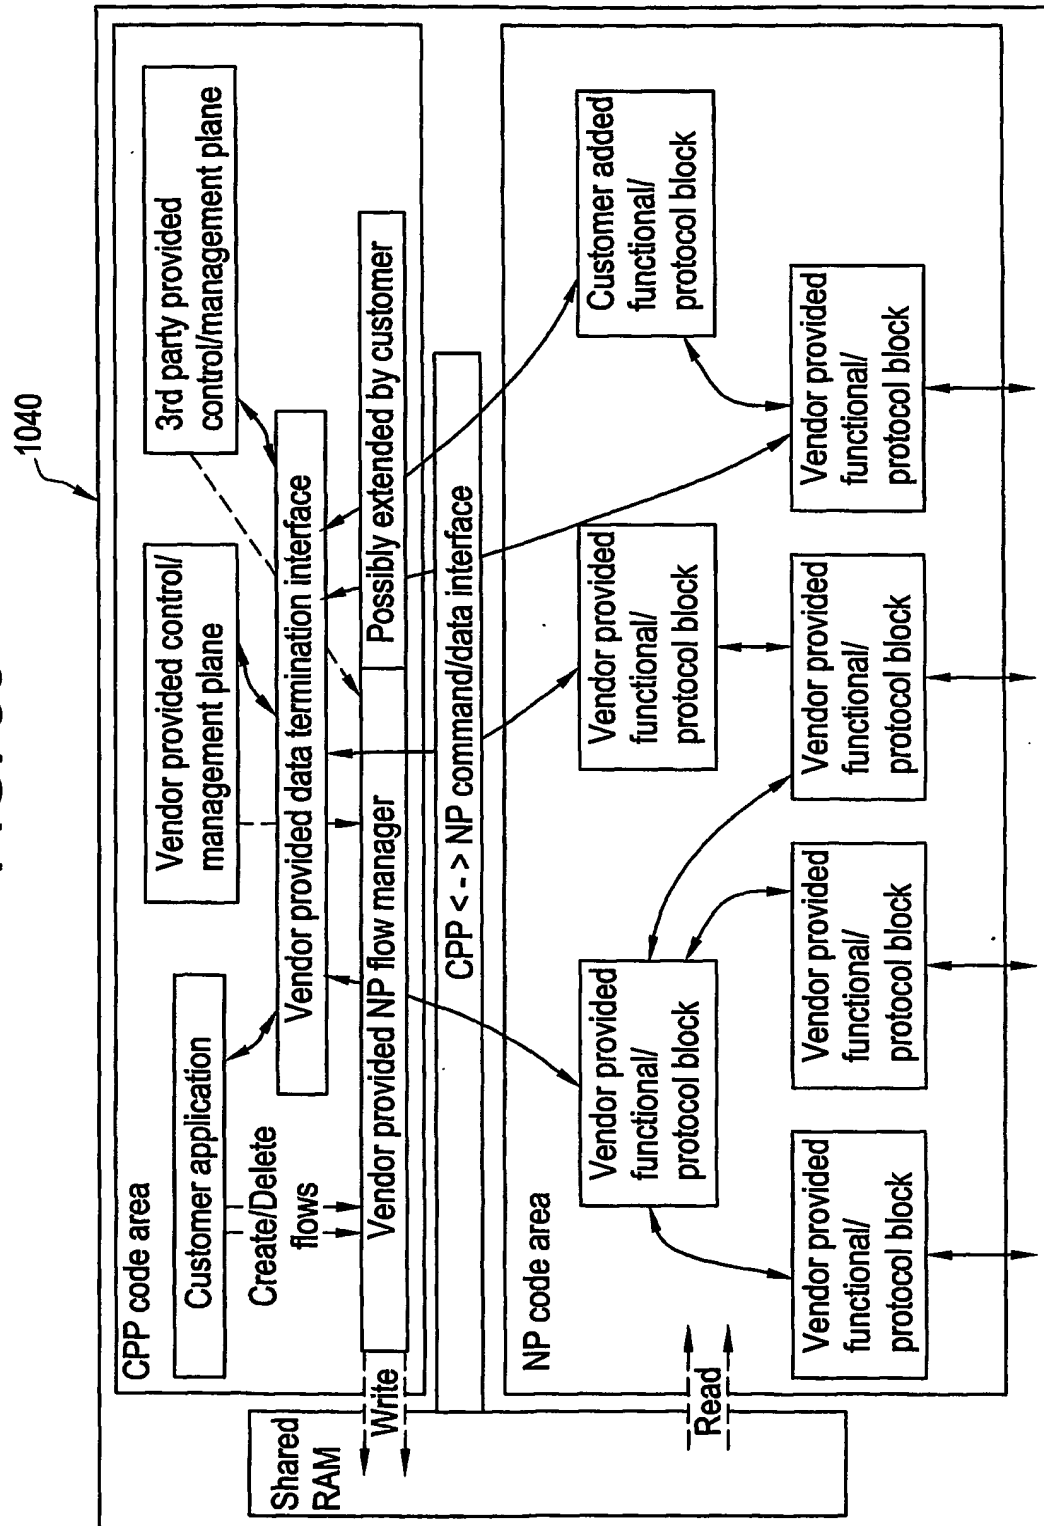 1040
CPP code area
Customer application
Vendor provided control/
management plane
3rd party provided
control/management plane
Create/Delete
flows
Vendor provided data termination interface
Vendor provided NP flow manager
Possibly extended by customer
Shared
RAM
Write
CPP < - > NP command/data interface
NP code area
Read
Vendor provided
functional/
protocol block
Vendor provided
functional/
protocol block
Customer added
functional/
protocol block
Vendor provided
functional/
protocol block
Vendor provided
functional/
protocol block
Vendor provided
functional/
protocol block
Vendor provided
functional/
protocol block